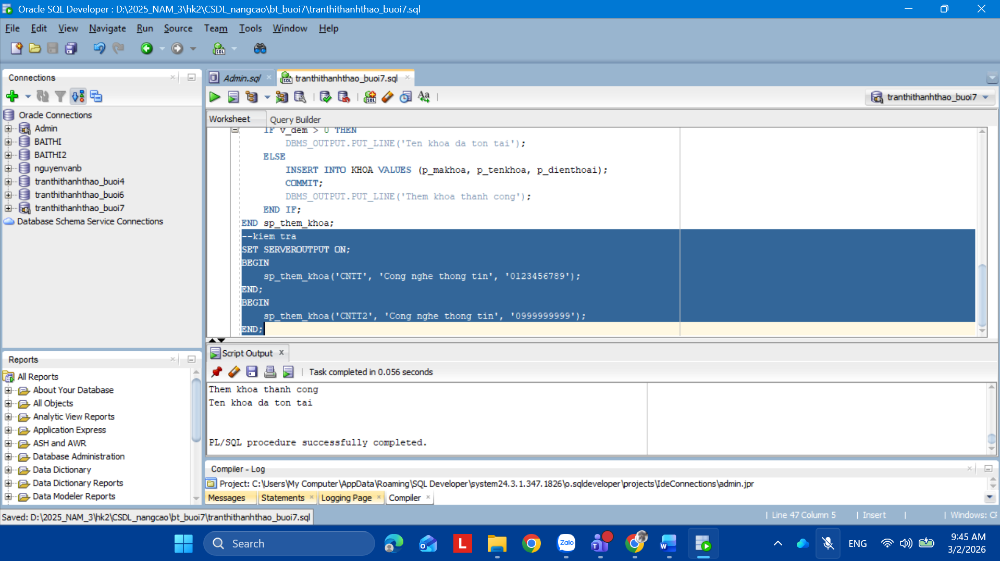 Oracle SQL Developer : D:\2025_NAM_3\hk2\CSDL_nangcao\bt_buoi7\tranthithanhthao_buoi7.sql
File Edit View Navigate Run Source Team Tools Window Help
SQL
Connections
Oracle Connections
Admin
BAITHI
BAITHI2
nguyenvanb
tranthithanhthao_buoi4
tranthithanhthao_buoi6
tranthithanhthao_buoi7
Database Schema Service Connections
Reports
All Reports
About Your Database
All Objects
Analytic View Reports
Application Express
ASH and AWR
Database Administration
Data Dictionary
Data Dictionary Reports
Data Modeler Reports
Admin.sql
tranthithanhthao_buoi7.sql
Aa
tranthithanhthao_buoi7
Worksheet Query Builder
IF v_dem > 0 THEN
DBMS_OUTPUT.PUT_LINE('Ten khoa da ton tai');
ELSE
INSERT INTO KHOA VALUES (p_makhoa, p_tenkhoa, p_dienthoai);
COMMIT;
DBMS_OUTPUT.PUT_LINE('Them khoa thanh cong');
END IF;
END sp_them_khoa;
--kiem tra
SET SERVEROUTPUT ON;
BEGIN
sp_them_khoa('CNTT', 'Cong nghe thong tin', '0123456789');
END;
BEGIN
sp_them_khoa('CNTT2', 'Cong nghe thong tin', '0999999999');
END;
Script Output
Task completed in 0.056 seconds
Them khoa thanh cong
Ten khoa da ton tai
PL/SQL procedure successfully completed.
Compiler - Log
Project: C:\Users\My Computer\AppData\Roaming\SQL Developer\system24.3.1.347.1826\o.sqldeveloper\projects\IdeConnections\admin.jpr
Messages Statements Logging Page Compiler
Saved: D:\2025_NAM_3\hk2\CSDL_nangcao\bt_buoi7\tranthithanhthao_buoi7.sql
Line 47 Column 5 Insert Windows: CF
Search
L
Zalo
ENG
9:45 AM
3/2/2026